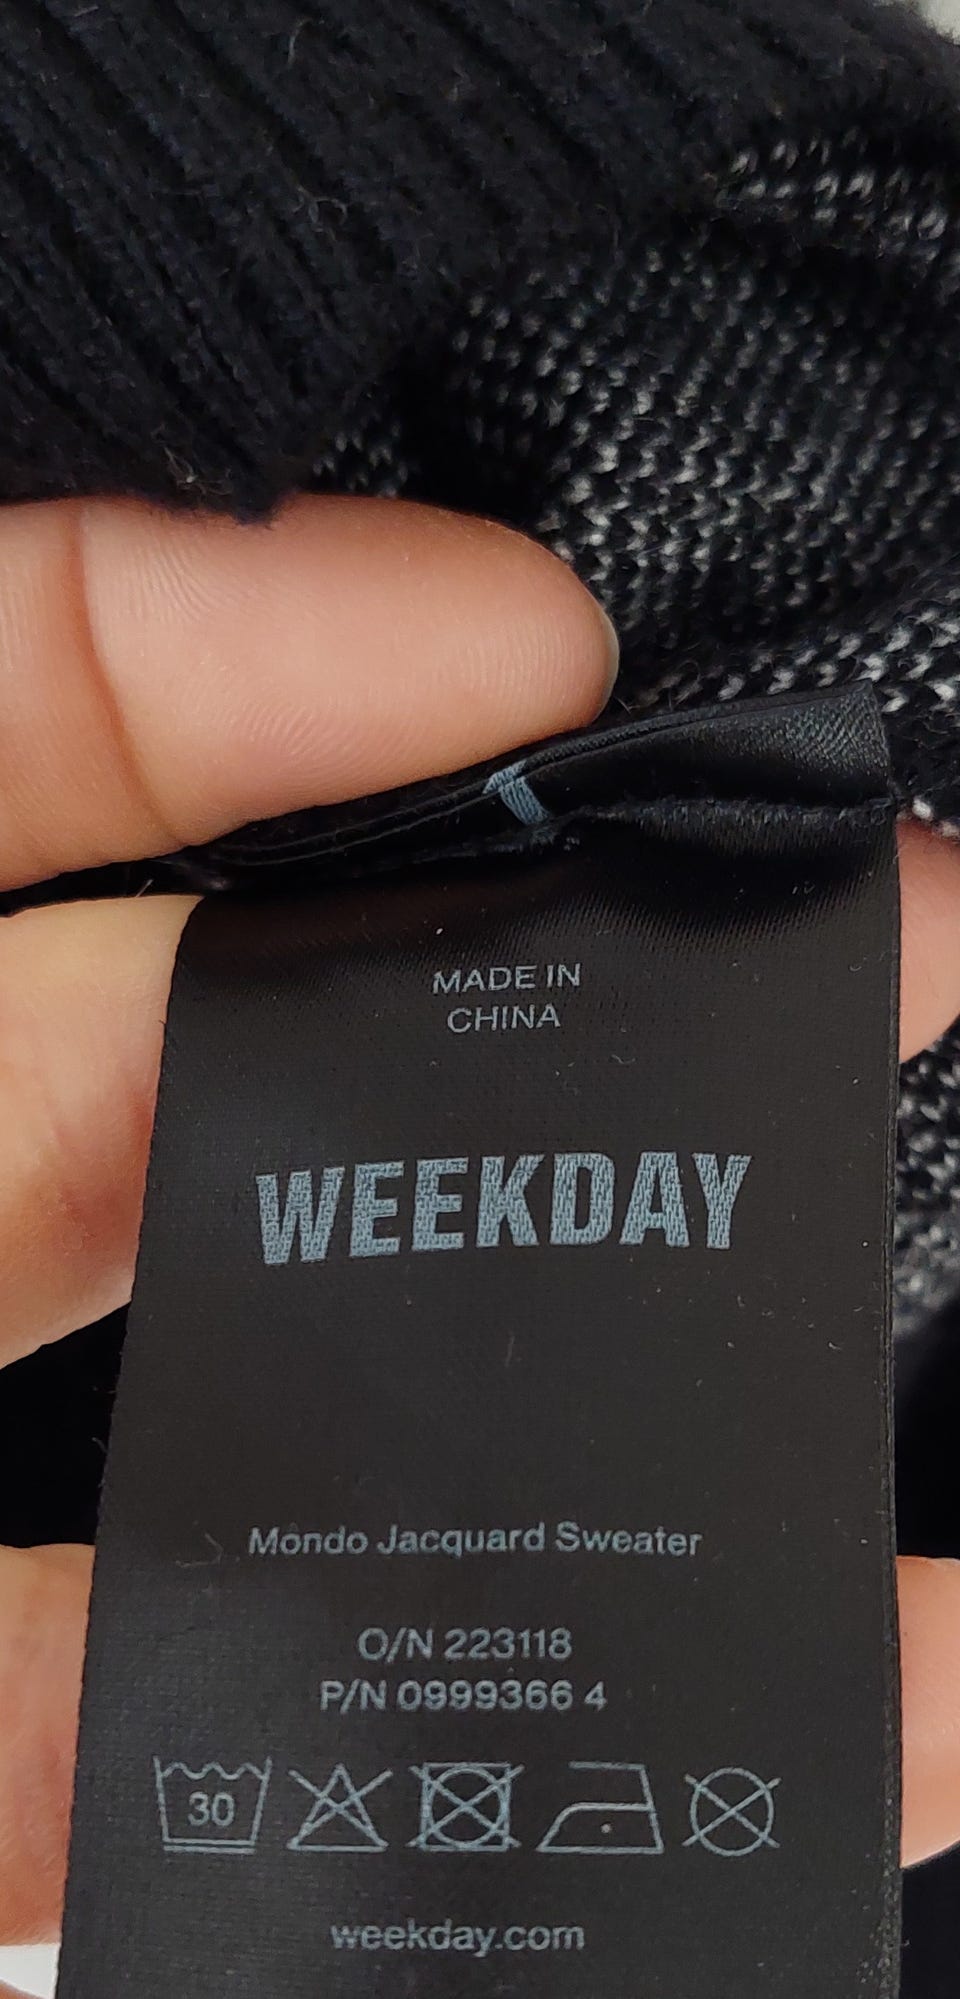 MADE IN
CHINA
WEEKDAY
Mondo Jacquard Sweater
O/N 223118
P/N 0999366 4
30
weekday.com